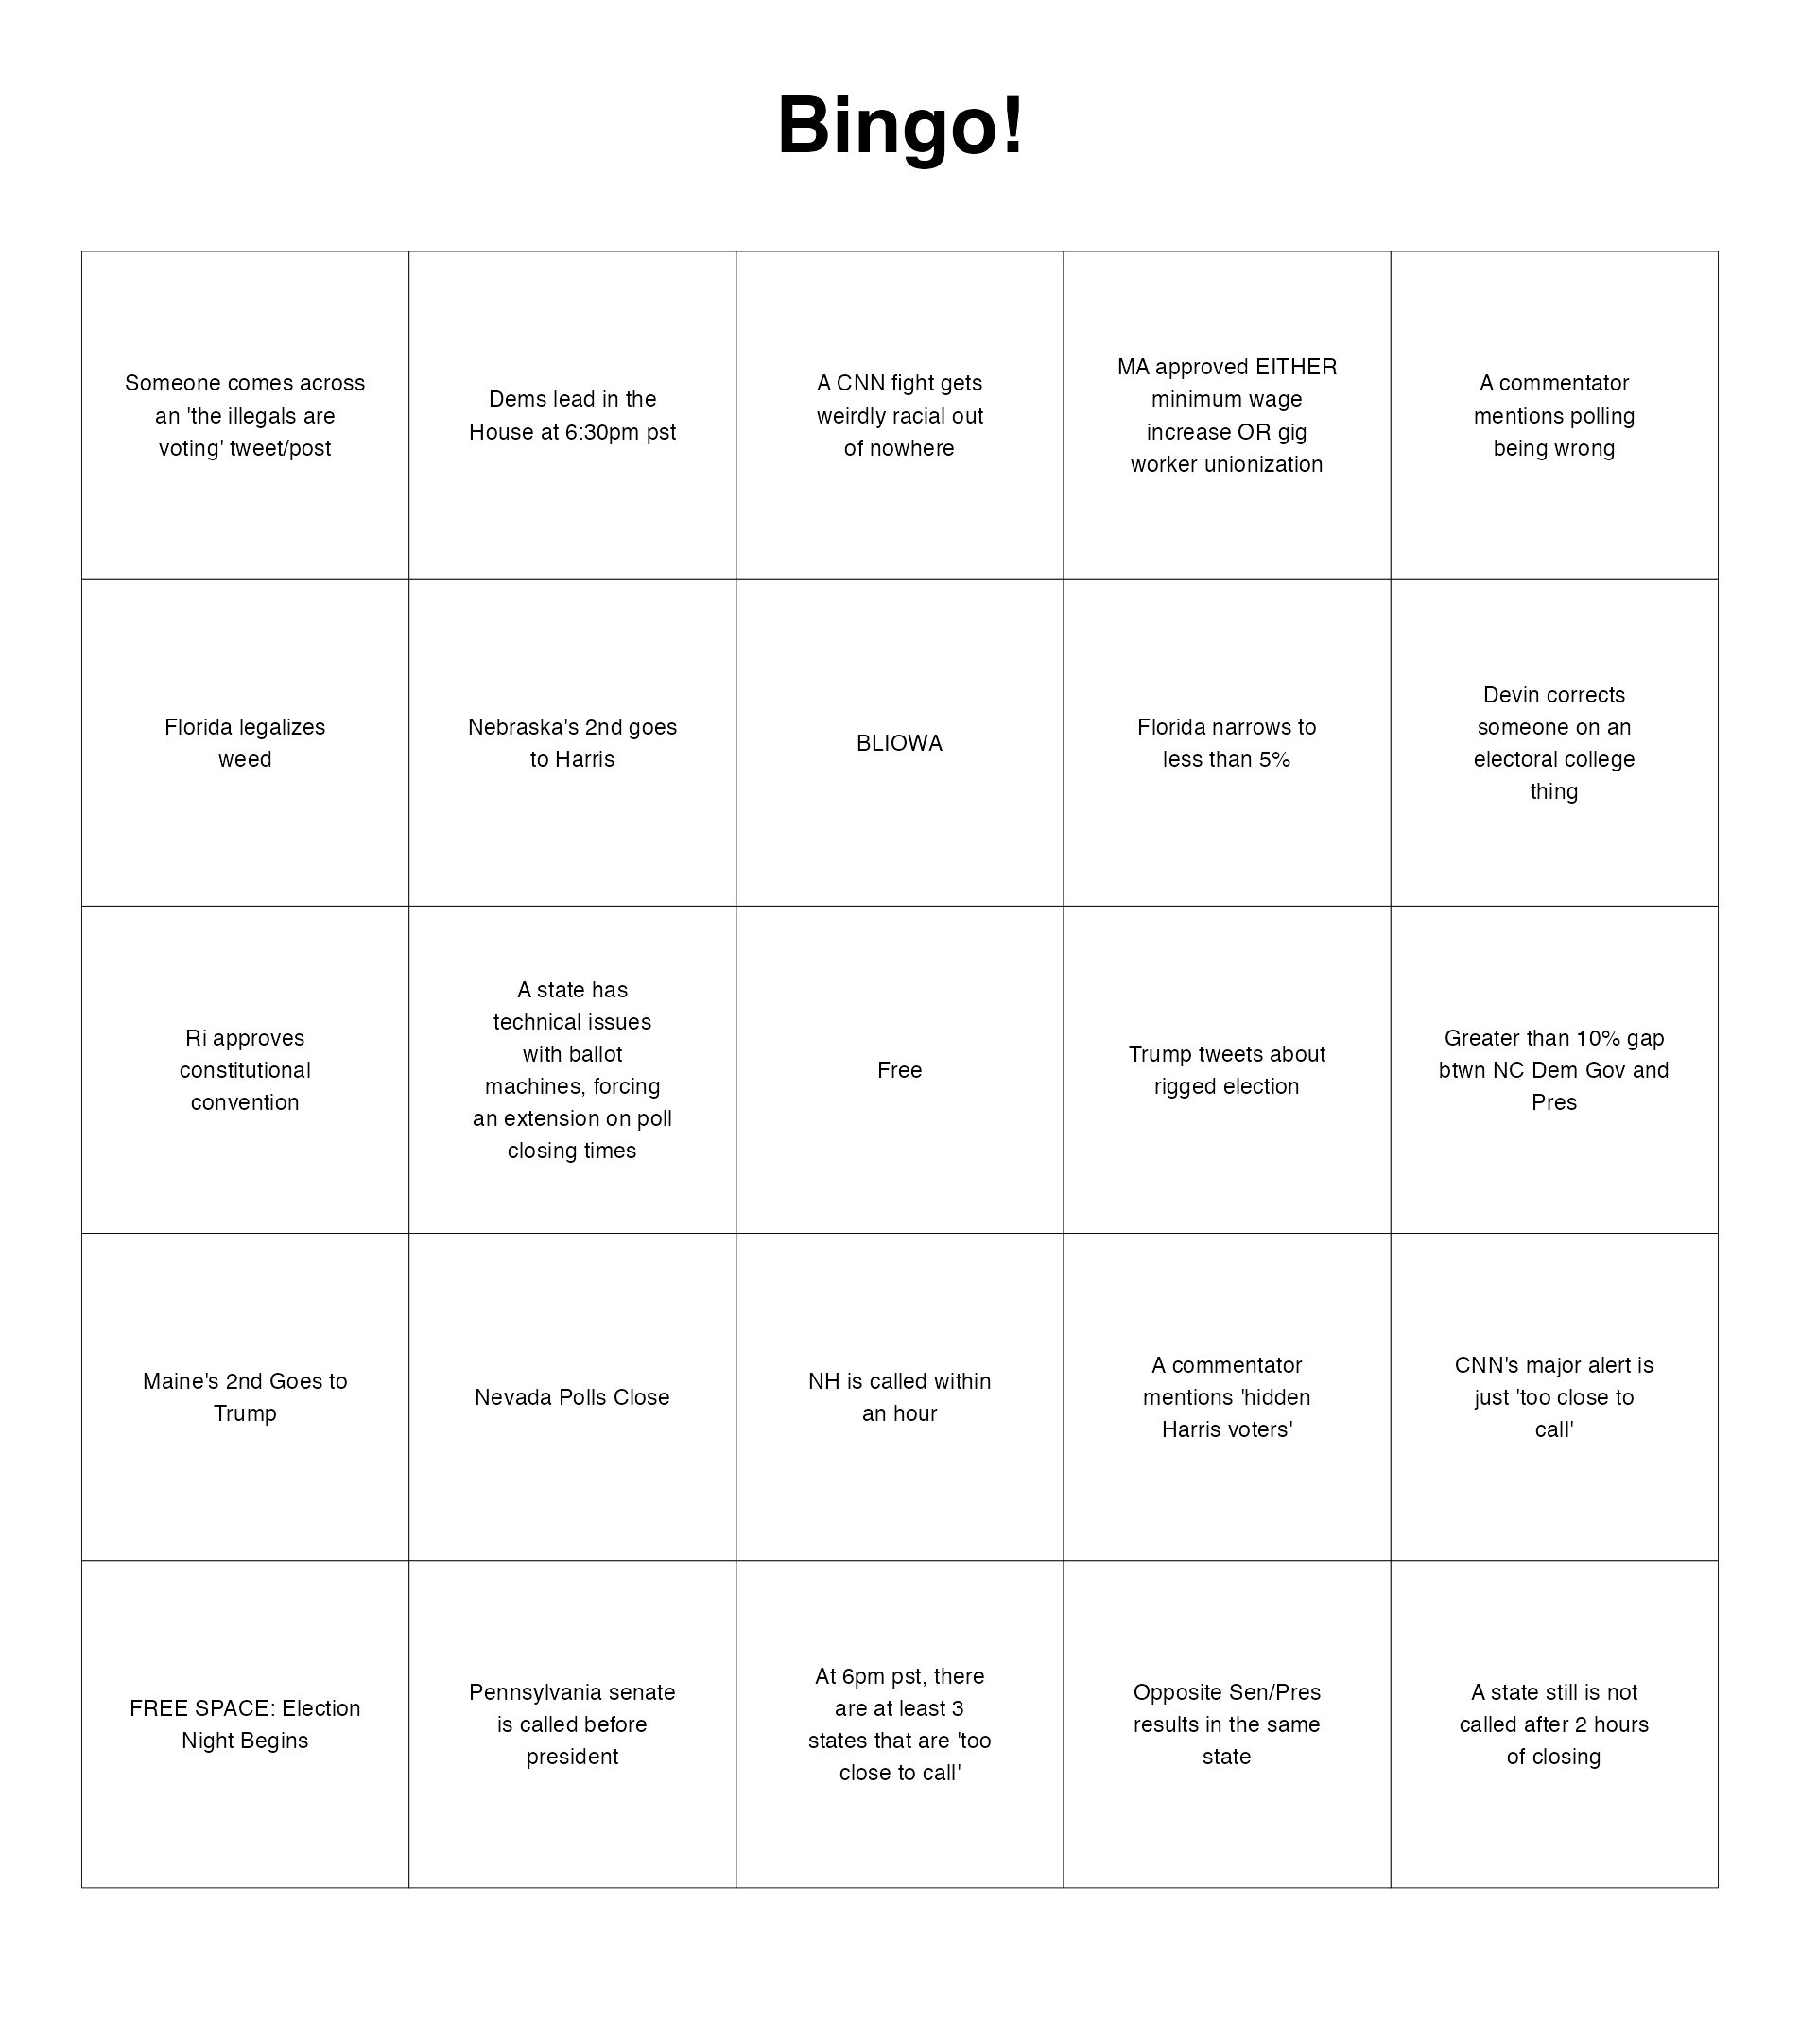 Bingo!
Someone comes across
an 'the illegals are
voting' tweet/post
Dems lead in the
House at 6:30pm pst
A CNN fight gets
weirdly racial out
of nowhere
MA approved EITHER
minimum wage
increase OR gig
worker unionization
A commentator
mentions polling
being wrong
Florida legalizes
weed
Nebraska's 2nd goes
to Harris
BLIOWA
Florida narrows to
less than 5%
Devin corrects
someone on an
electoral college
thing
Ri approves
constitutional
convention
A state has
technical issues
with ballot
machines, forcing
an extension on poll
closing times
Free
Trump tweets about
rigged election
Greater than 10% gap
btwn NC Dem Gov and
Pres
Maine's 2nd Goes to
Trump
Nevada Polls Close
NH is called within
an hour
A commentator
mentions 'hidden
Harris voters'
CNN's major alert is
just 'too close to
call'
FREE SPACE: Election
Night Begins
Pennsylvania senate
is called before
president
At 6pm pst, there
are at least 3
states that are 'too
close to call'
Opposite Sen/Pres
results in the same
state
A state still is not
called after 2 hours
of closing